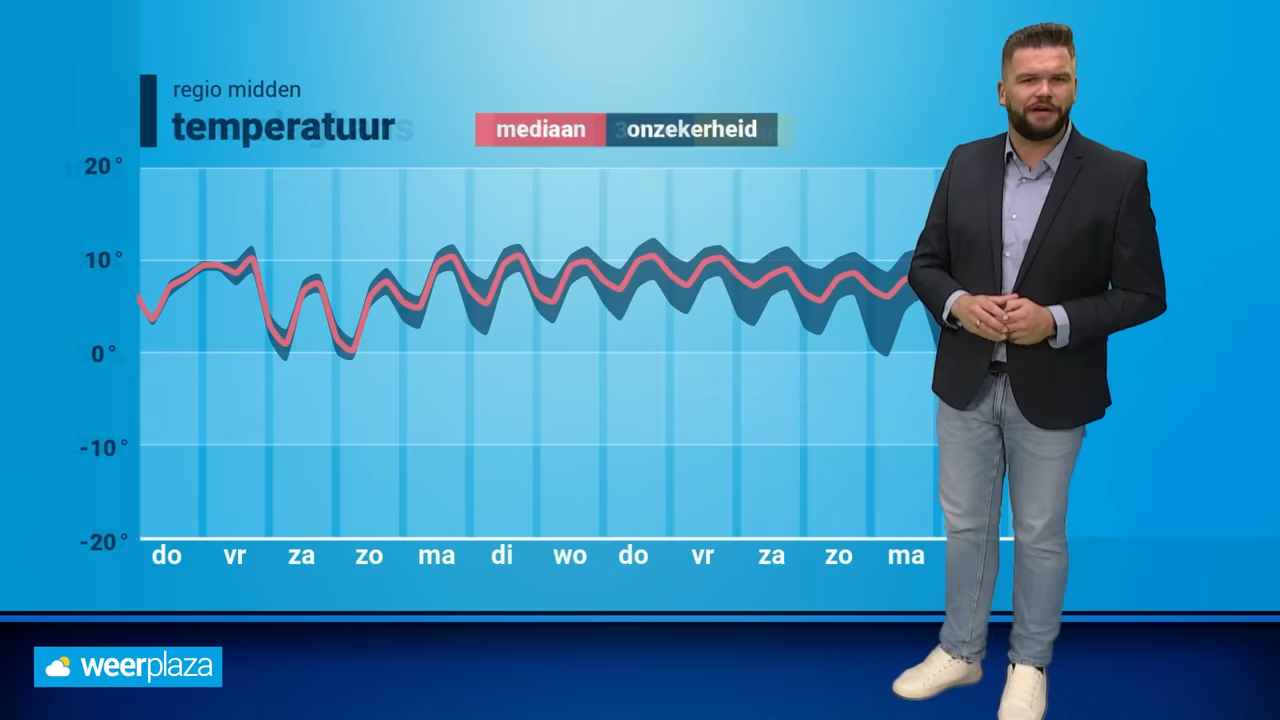 regio midden
temperatuur
mediaan onzekerheid
20°
10°
0°
-10°
-20°
do vr za zo ma di wo do vr za zo ma
weerplaza